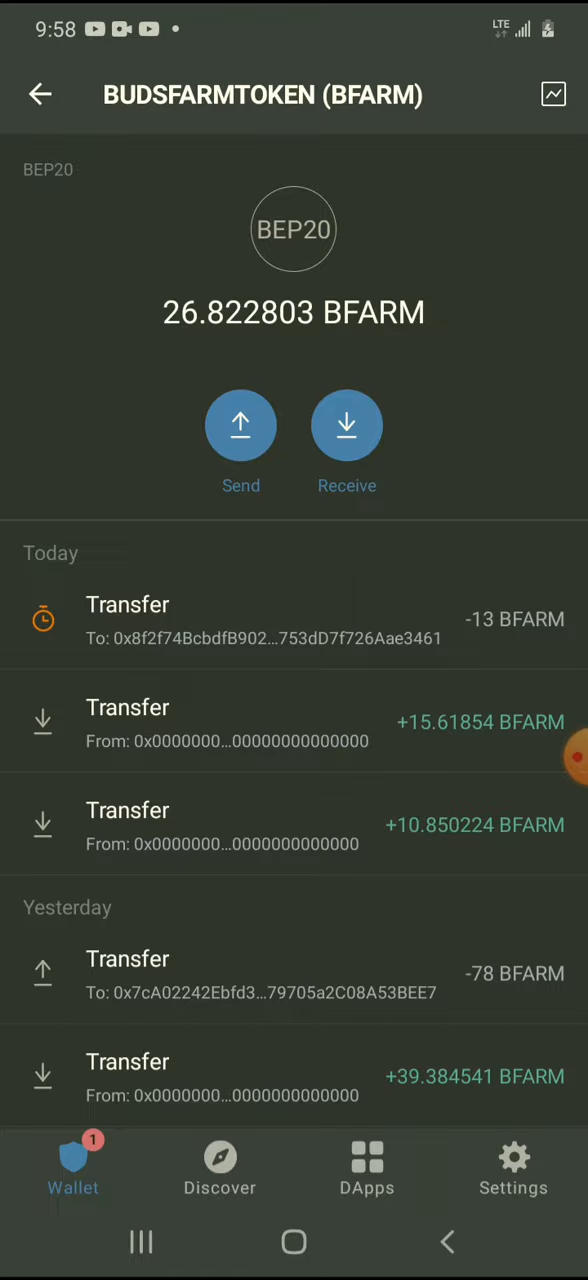 9:58
LTE
BUDSFARMTOKEN (BFARM)
BEP20
BEP20
26.822803 BFARM
Send
Receive
Today
Transfer
-13 BFARM
To: 0x8f2f74BcbdfB902...753dD7f726Aae3461
Transfer
+15.61854 BFARM
From: 0x0000000...00000000000000
Transfer
+10.850224 BFARM
From: 0x0000000...0000000000000
Yesterday
Transfer
-78 BFARM
To: 0x7cA02242Ebfd3...79705a2C08A53BEE7
Transfer
+39.384541 BFARM
From: 0x0000000...0000000000000
1
Wallet
Discover
DApps
Settings